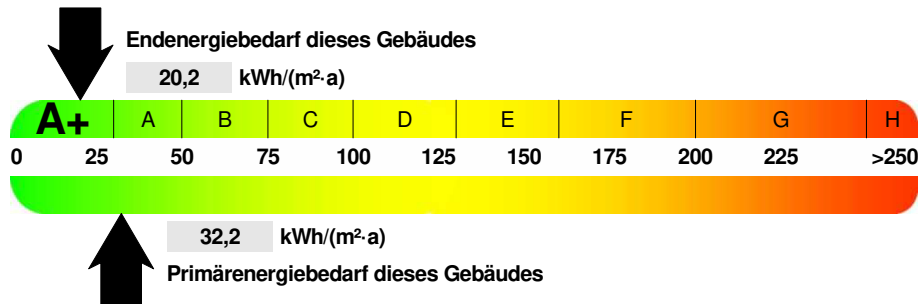 Endenergiebedarf dieses Gebäudes
20,2 kWh/(m²·a)
A+ A B C D E F G H
0 25 50 75 100 125 150 175 200 225 >250
32,2 kWh/(m²·a)
Primärenergiebedarf dieses Gebäudes